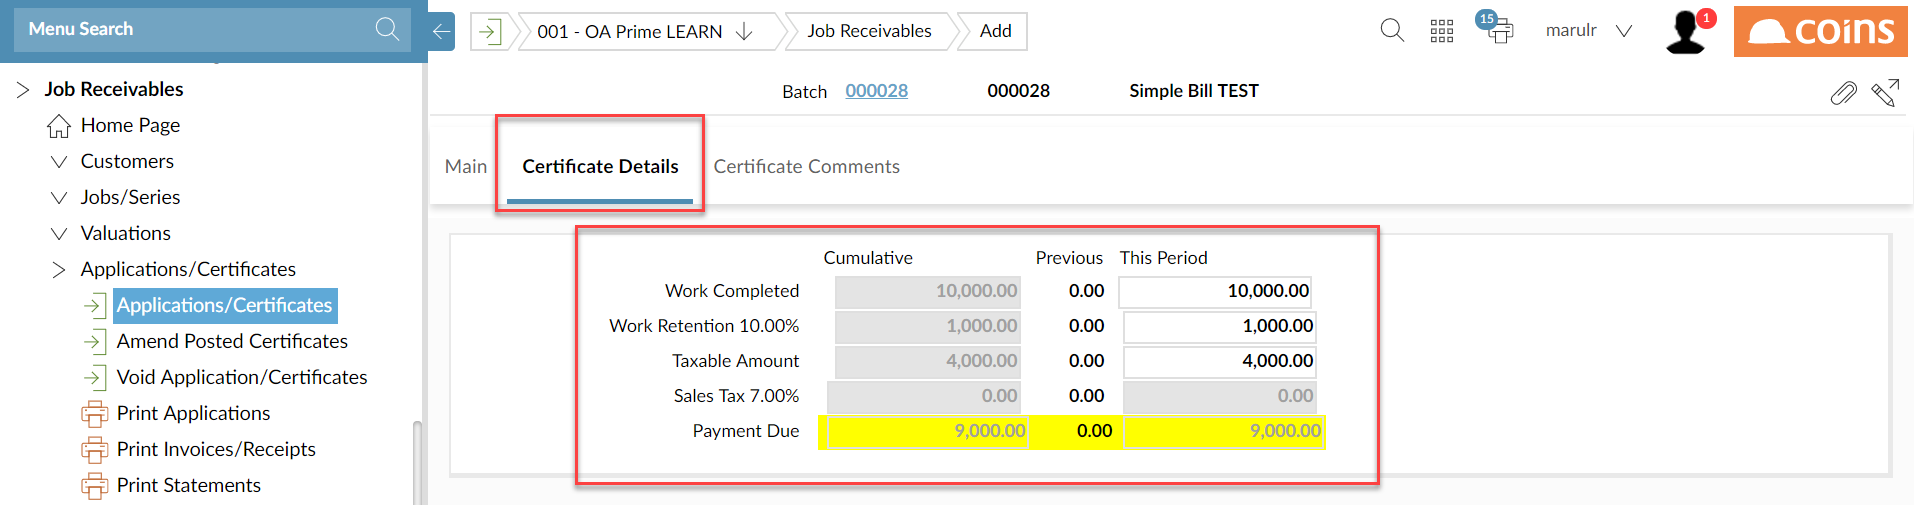 Menu Search
001 - OA Prime LEARN
Job Receivables
Add
15
marulr
1
coins
Job Receivables
Home Page
Customers
Jobs/Series
Valuations
Applications/Certificates
Applications/Certificates
Amend Posted Certificates
Void Application/Certificates
Print Applications
Print Invoices/Receipts
Print Statements
Batch 000028 000028 Simple Bill TEST
Main Certificate Details Certificate Comments
Cumulative Previous This Period
Work Completed 10,000.00 0.00 10,000.00
Work Retention 10.00% 1,000.00 0.00 1,000.00
Taxable Amount 4,000.00 0.00 4,000.00
Sales Tax 7.00% 0.00 0.00 0.00
Payment Due 9,000.00 0.00 9,000.00